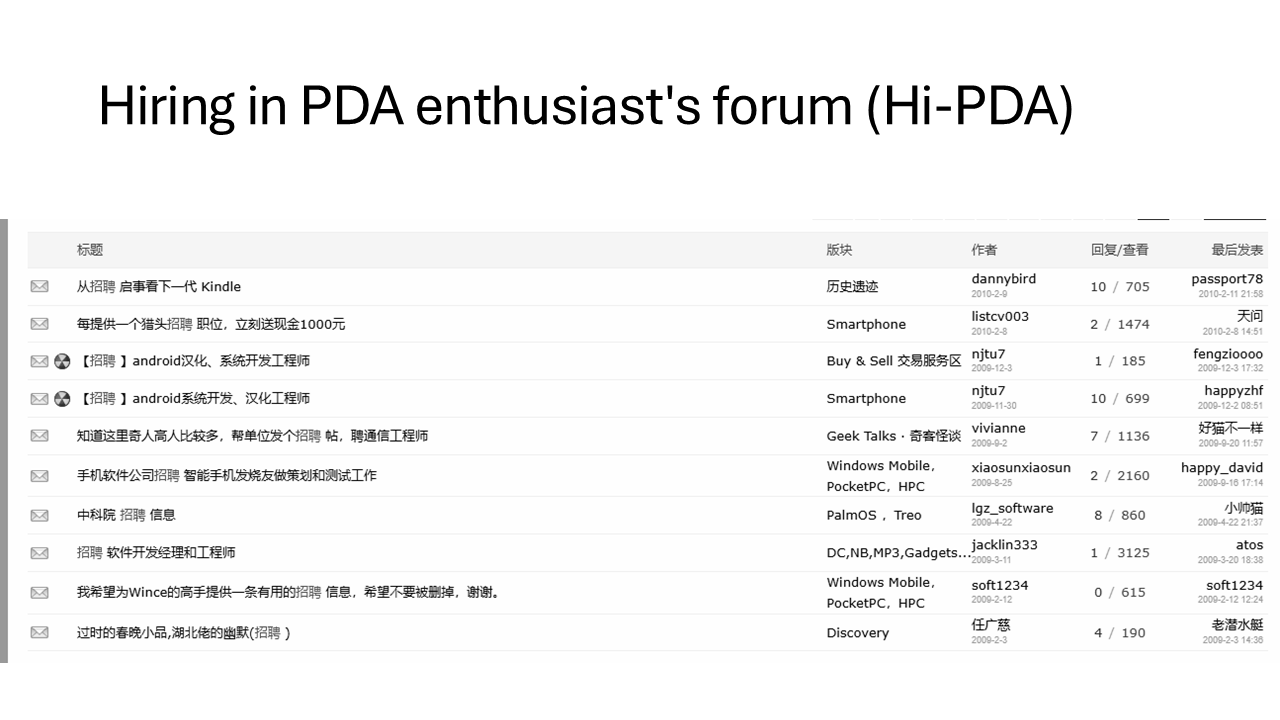 Hiring in PDA enthusiast's forum (Hi-PDA)
标题 版块 作者 回复/查看 最后发表
从招聘 启事看下一代 Kindle 历史遗迹 dannybird 10 / 705 passport78
2010-2-9 2010-2-11 21:58
每提供一个猎头招聘 职位，立刻送现金1000元 Smartphone listcv003 2 / 1474 天问
2010-2-8 2010-2-8 14:51
【招聘 】android汉化、系统开发工程师 Buy & Sell 交易服务区 njtu7 1 / 185 fengzioooo
2009-12-3 2009-12-3 17:32
【招聘 】android系统开发、汉化工程师 Smartphone njtu7 10 / 699 happyzhf
2009-11-30 2009-12-2 08:51
知道这里奇人高人比较多，帮单位发个招聘 帖，聘通信工程师 Geek Talks · 奇客怪谈 vivianne 7 / 1136 好猫不一样
2009-9-2 2009-9-20 11:57
手机软件公司招聘 智能手机发烧友做策划和测试工作 Windows Mobile，PocketPC，HPC xiaosunxiaosun 2 / 2160 happy_david
2009-8-25 2009-9-16 17:14
中科院 招聘 信息 PalmOS , Treo lgz_software 8 / 860 小帅猫
2009-4-22 2009-4-22 21:37
招聘 软件开发经理和工程师 DC,NB,MP3,Gadgets... jacklin333 1 / 3125 atos
2009-3-11 2009-3-20 18:38
我希望为Wince的高手提供一条有用的招聘 信息，希望不要被删掉，谢谢。 Windows Mobile，PocketPC，HPC soft1234 0 / 615 soft1234
2009-2-12 2009-2-12 12:24
过时的春晚小品,湖北佬的幽默(招聘 ) Discovery 任广慈 4 / 190 老潜水艇
2009-2-3 2009-2-3 14:36